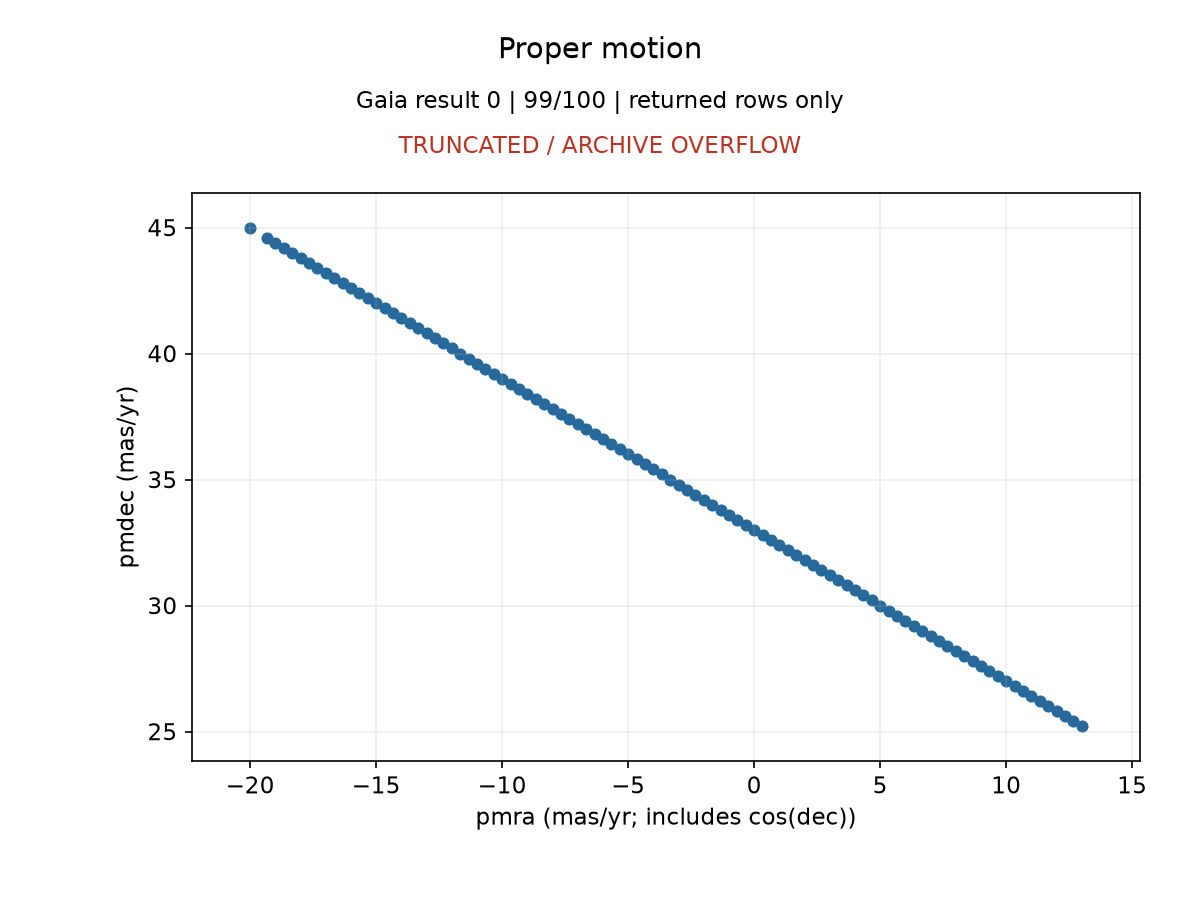 Proper motion
Gaia result 0 | 99/100 | returned rows only
TRUNCATED / ARCHIVE OVERFLOW
45
40
35
30
25
pmdec (mas/yr)
−20 −15 −10 −5 0 5 10 15
pmra (mas/yr; includes cos(dec))